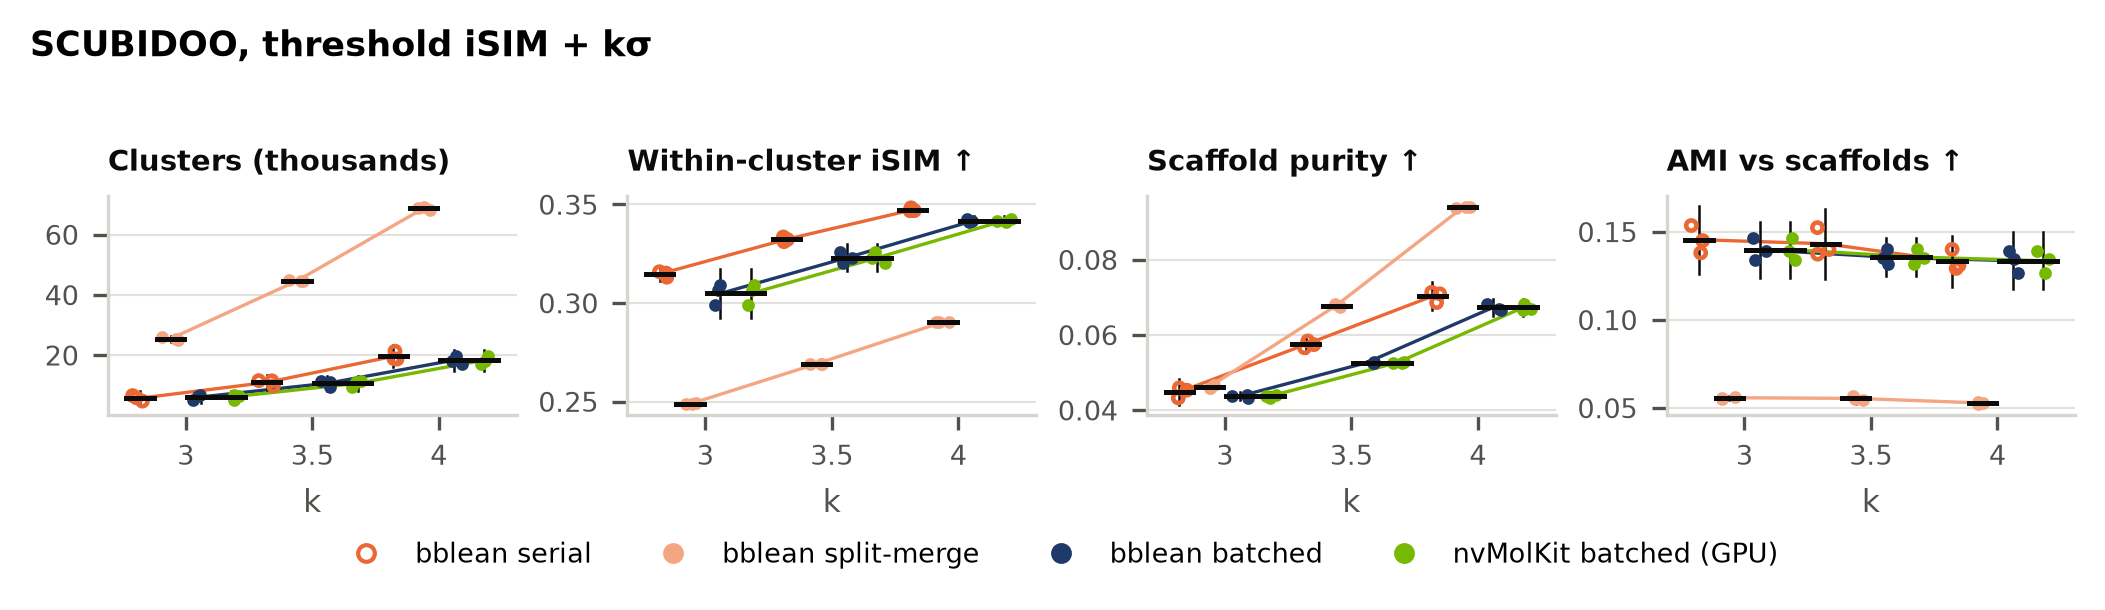 SCUBIDOO, threshold iSIM + kσ
Clusters (thousands)
60
40
20
3
3.5
4
k
Within-cluster iSIM ↑
0.35
0.30
0.25
3
3.5
4
k
Scaffold purity ↑
0.08
0.06
0.04
3
3.5
4
k
AMI vs scaffolds ↑
0.15
0.10
0.05
3
3.5
4
k
bblean serial
bblean split-merge
bblean batched
nvMolKit batched (GPU)